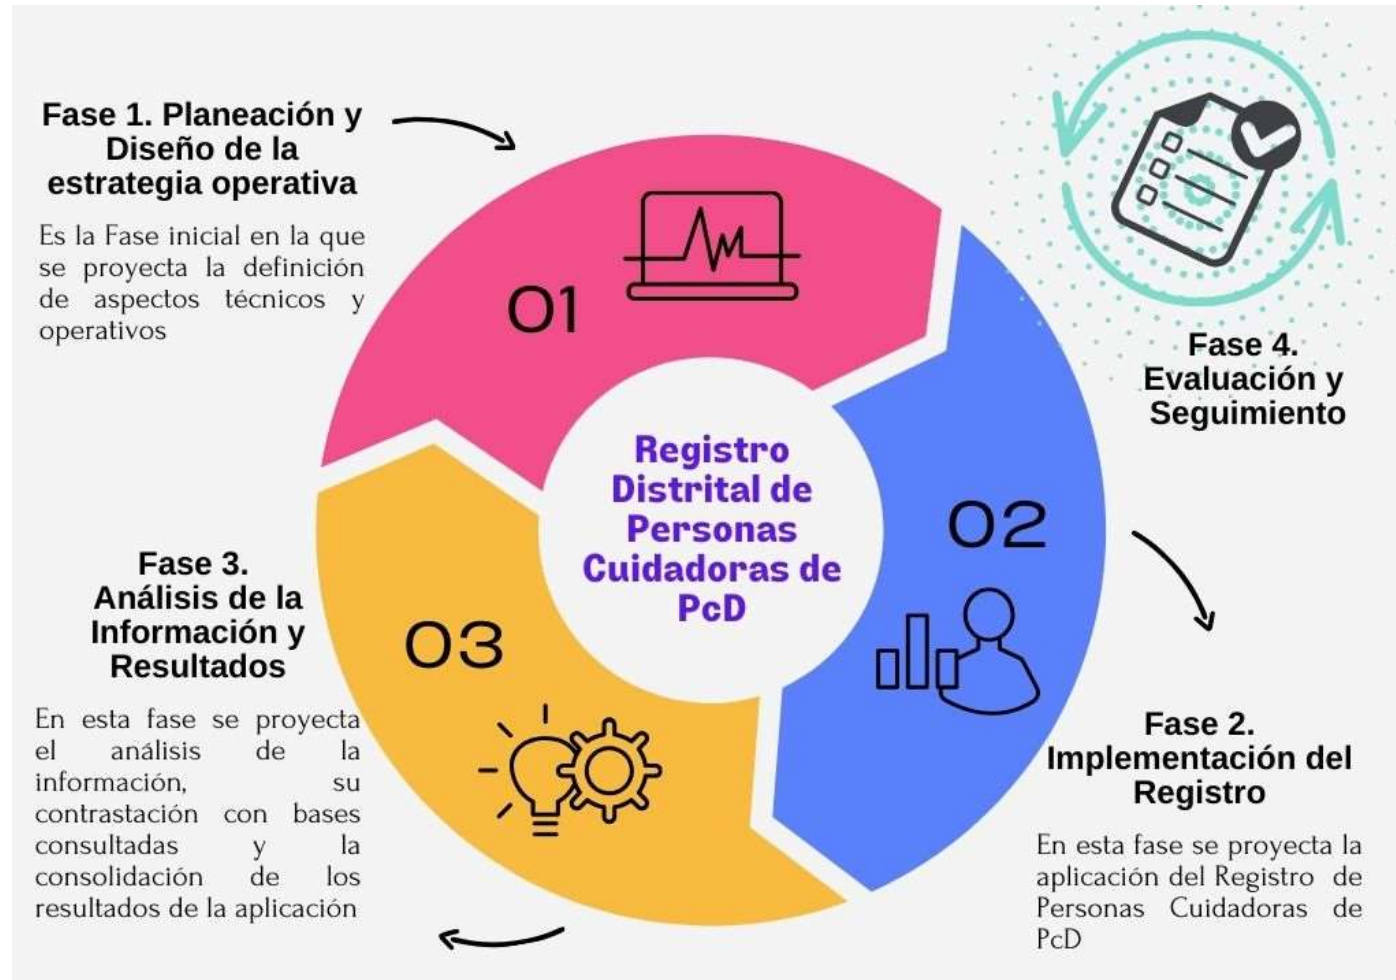 Fase 1. Planeación y
Diseño de la
estrategia operativa
Es la Fase inicial en la que
se proyecta la definición
de aspectos técnicos y
operativos
01
Fase 4.
Evaluación y
Seguimiento
Registro
Distrital de
Personas
Cuidadoras de
PcD
02
Fase 2.
Implementación del
Registro
En esta fase se proyecta la
aplicación del Registro de
Personas Cuidadoras de
PcD
03
Fase 3.
Análisis de la
Información y
Resultados
En esta fase se proyecta
el análisis de la
información, su
contrastación con bases
consultadas y la
consolidación de los
resultados de la aplicación